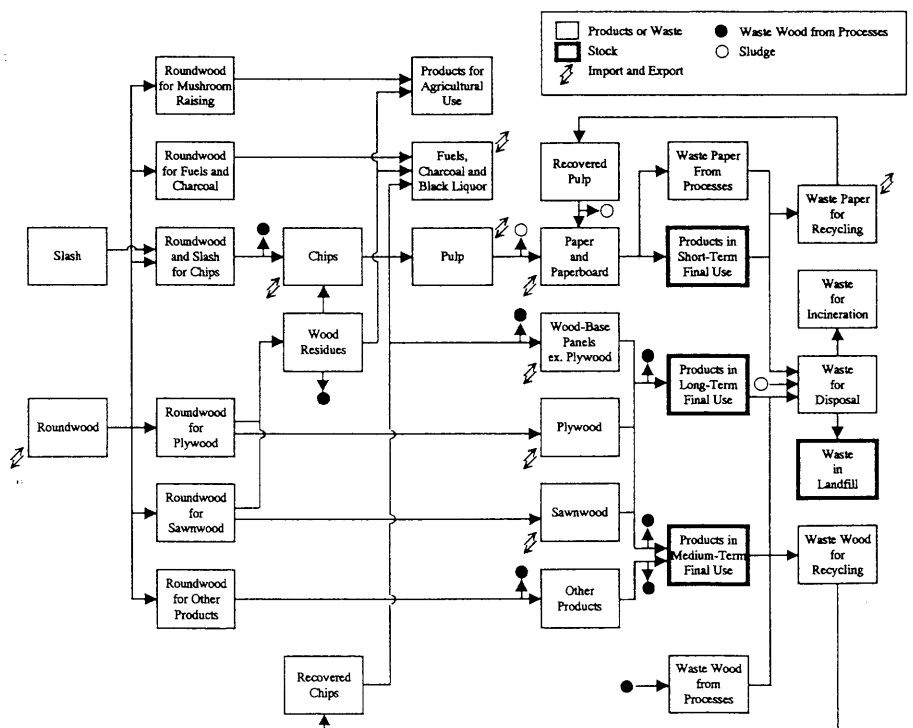 Products or Waste
Stock
Import and Export
Waste Wood from Processes
Sludge
Roundwood
for Mushroom
Raising
Products for
Agricultural
Use
Roundwood
for Fuels and
Charcoal
Fuels,
Charcoal and
Black Liquor
Recovered
Pulp
Waste Paper
From
Processes
Waste Paper
for
Recycling
Slash
Roundwood
and Slash
for Chips
Chips
Pulp
Paper
and
Paperboard
Products in
Short-Term
Final Use
Waste
for
Incineration
Wood
Residues
Wood-Base
Panels
ex. Plywood
Products in
Long-Term
Final Use
Waste
for
Disposal
Roundwood
Roundwood
for
Plywood
Plywood
Waste
in
Landfill
Roundwood
for
Sawnwood
Sawnwood
Products in
Medium-Term
Final Use
Waste Wood
for
Recycling
Roundwood
for Other
Products
Other
Products
Recovered
Chips
Waste Wood
from
Processes